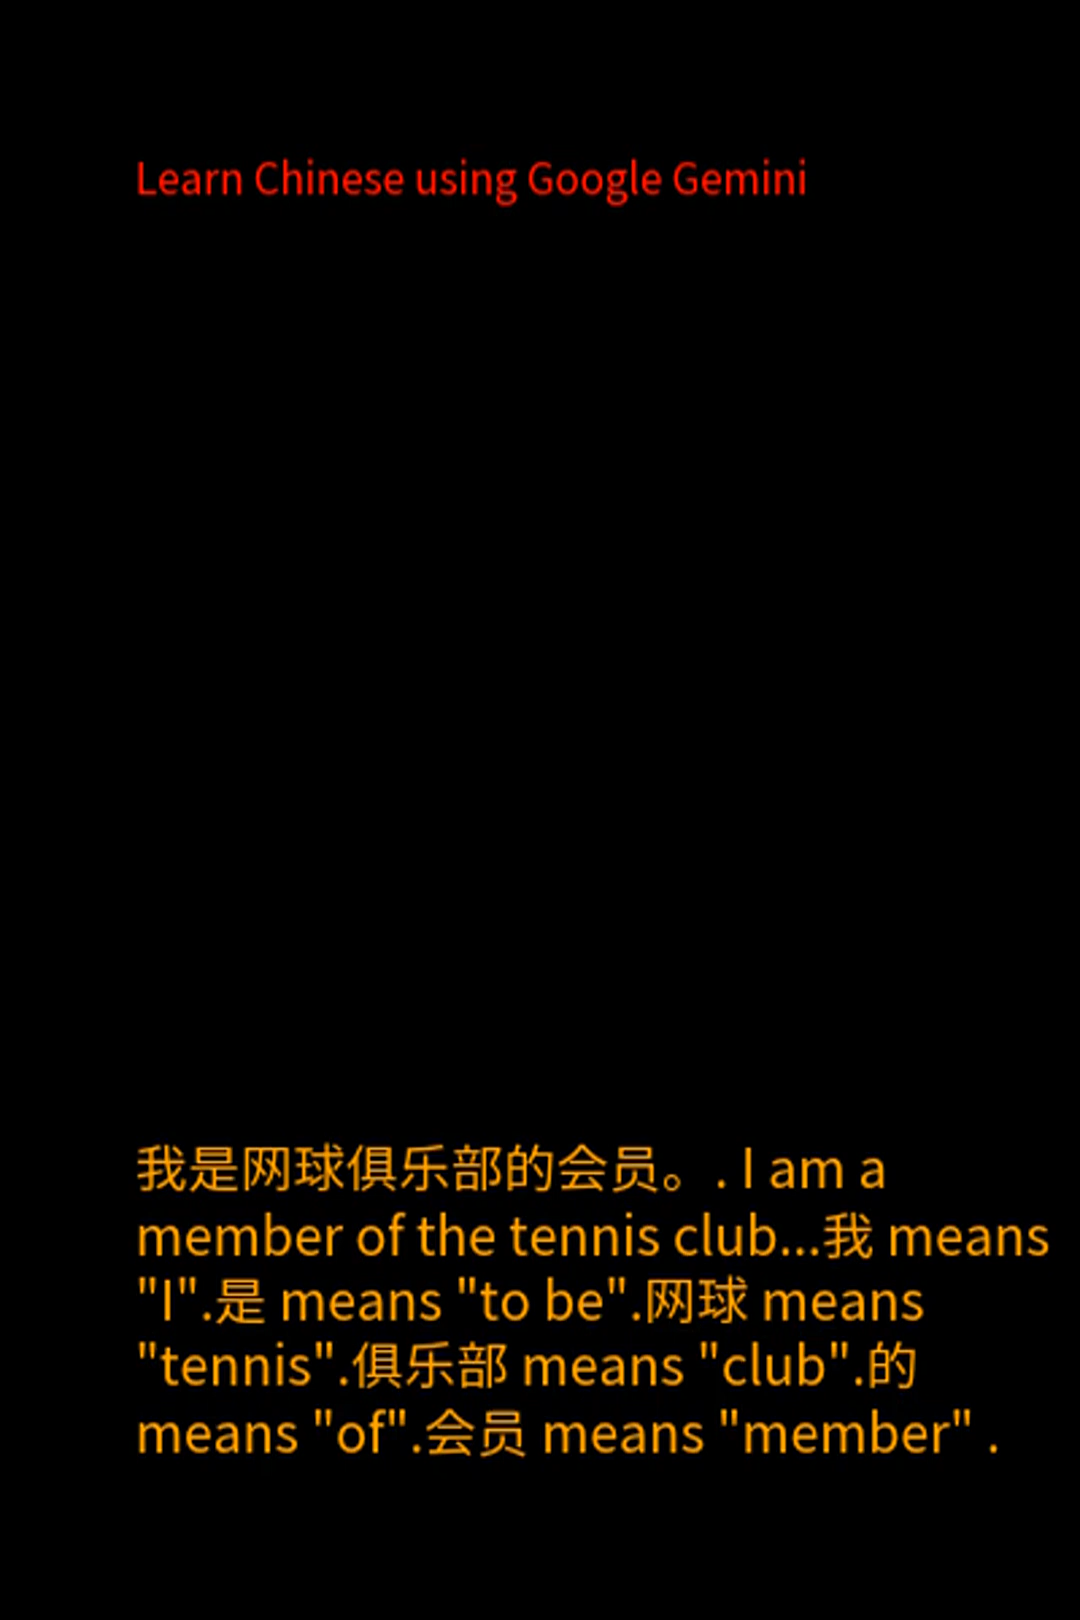 Learn Chinese using Google Gemini
我是网球俱乐部的会员。. I am a
member of the tennis club...我 means
"I".是 means "to be".网球 means
"tennis".俱乐部 means "club".的
means "of".会员 means "member" .